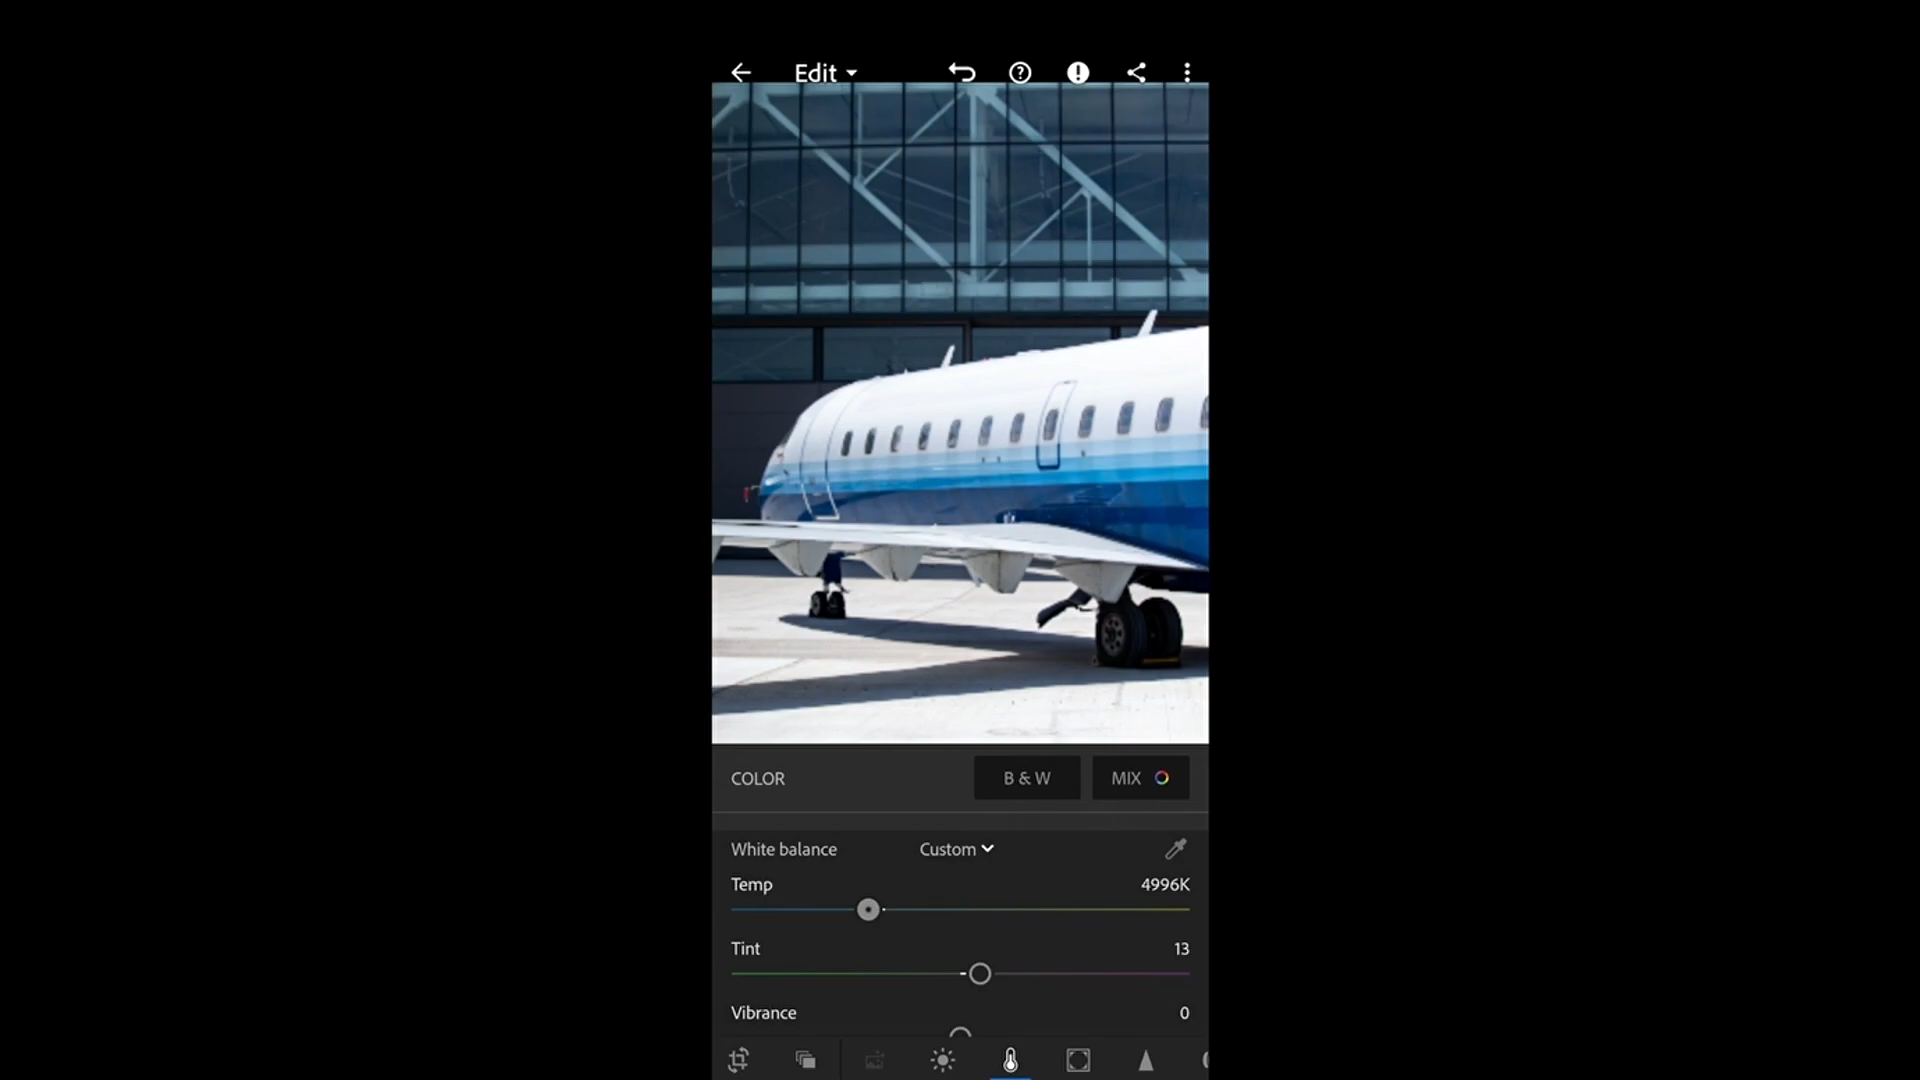 Edit
COLOR
B & W
MIX
White balance
Custom
Temp
4996K
Tint
13
Vibrance
0